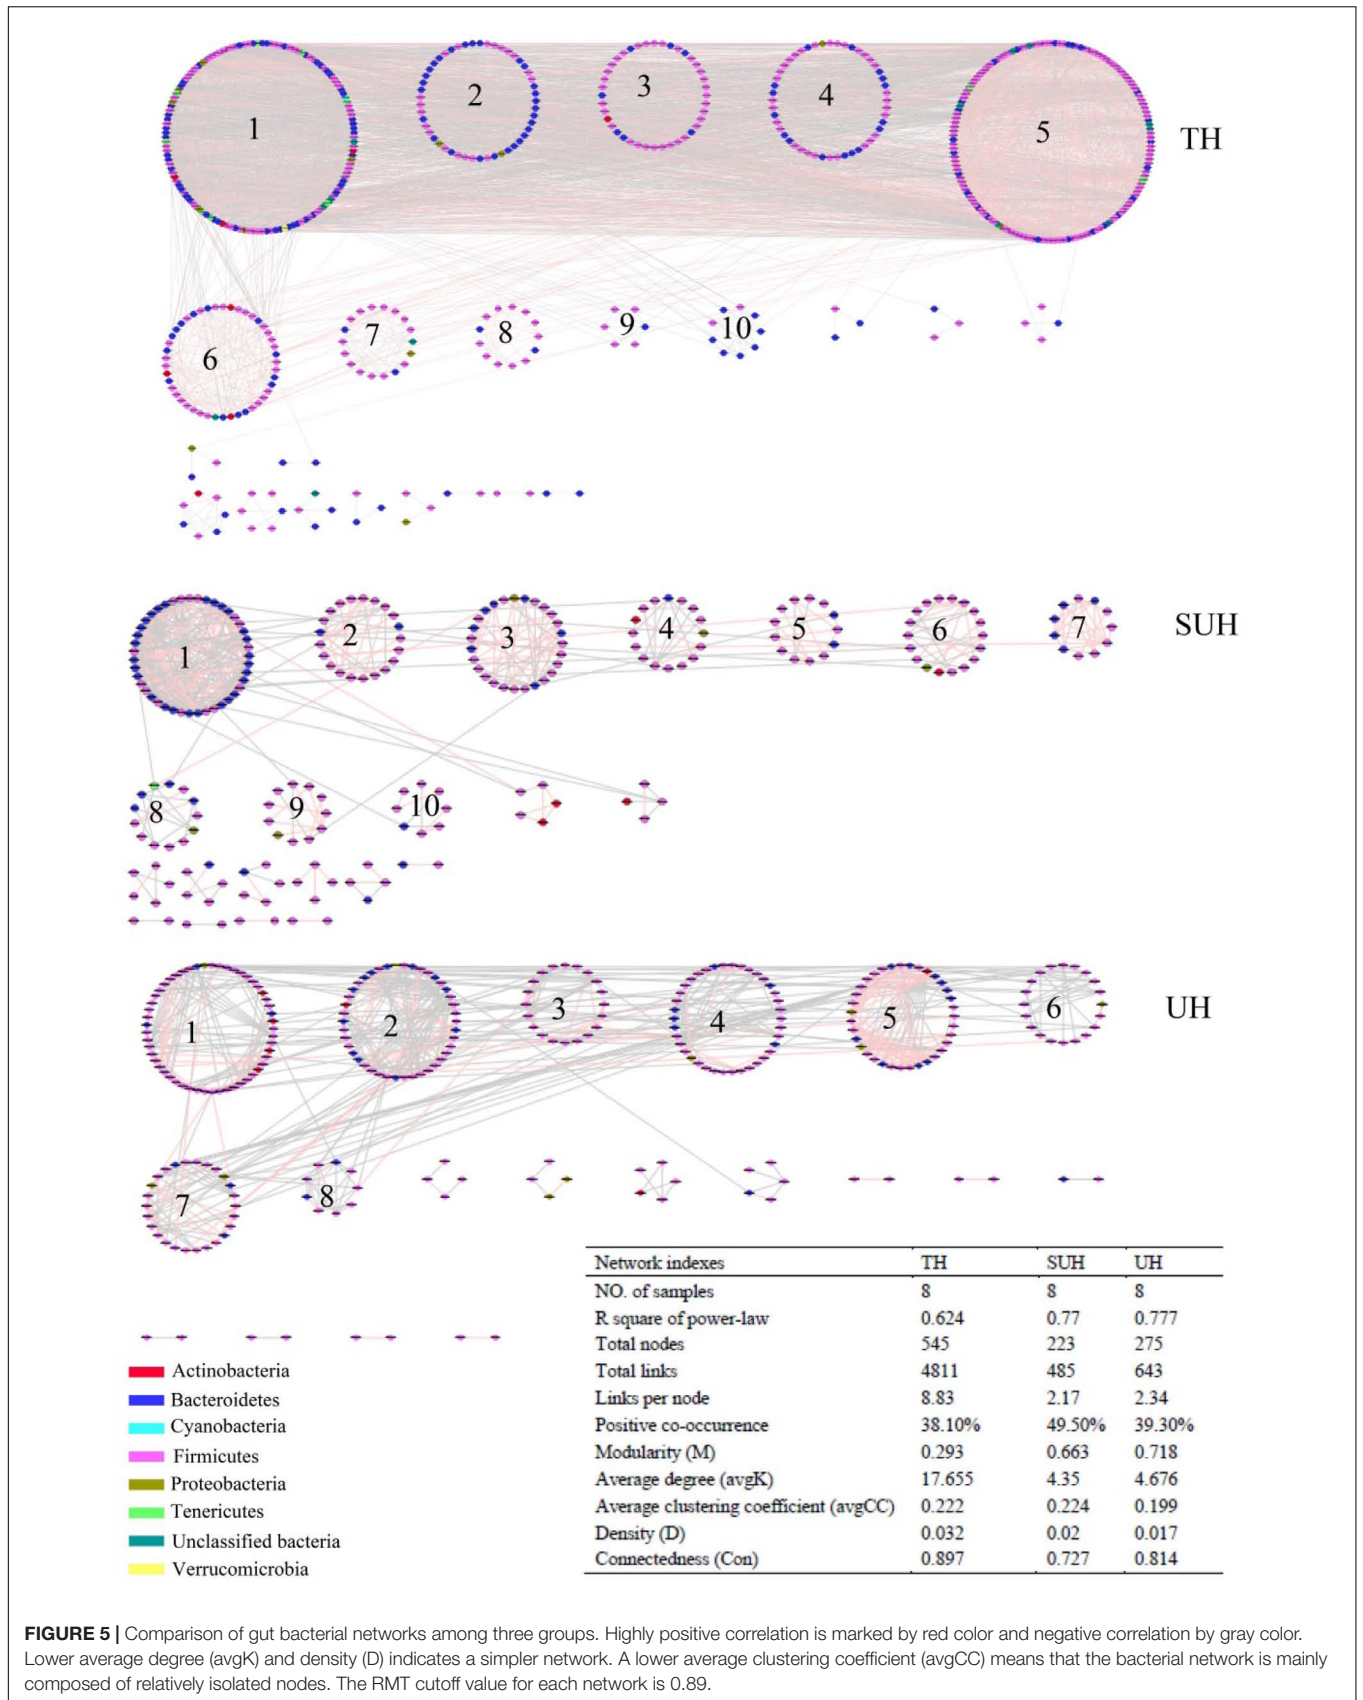 1
2
3
4
5
TH
6
7
8
9
10
1
2
3
4
5
6
7
SUH
8
9
10
1
2
3
4
5
6
UH
7
8
Network indexes TH SUH UH
NO. of samples 8 8 8
R square of power-law 0.624 0.77 0.777
Total nodes 545 223 275
Total links 4811 485 643
Links per node 8.83 2.17 2.34
Positive co-occurrence 38.10% 49.50% 39.30%
Modularity (M) 0.293 0.663 0.718
Average degree (avgK) 17.655 4.35 4.676
Average clustering coefficient (avgCC) 0.222 0.224 0.199
Density (D) 0.032 0.02 0.017
Connectedness (Con) 0.897 0.727 0.814
Actinobacteria
Bacteroidetes
Cyanobacteria
Firmicutes
Proteobacteria
Tenericutes
Unclassified bacteria
Verrucomicrobia
FIGURE 5 | Comparison of gut bacterial networks among three groups. Highly positive correlation is marked by red color and negative correlation by gray color.
Lower average degree (avgK) and density (D) indicates a simpler network. A lower average clustering coefficient (avgCC) means that the bacterial network is mainly
composed of relatively isolated nodes. The RMT cutoff value for each network is 0.89.